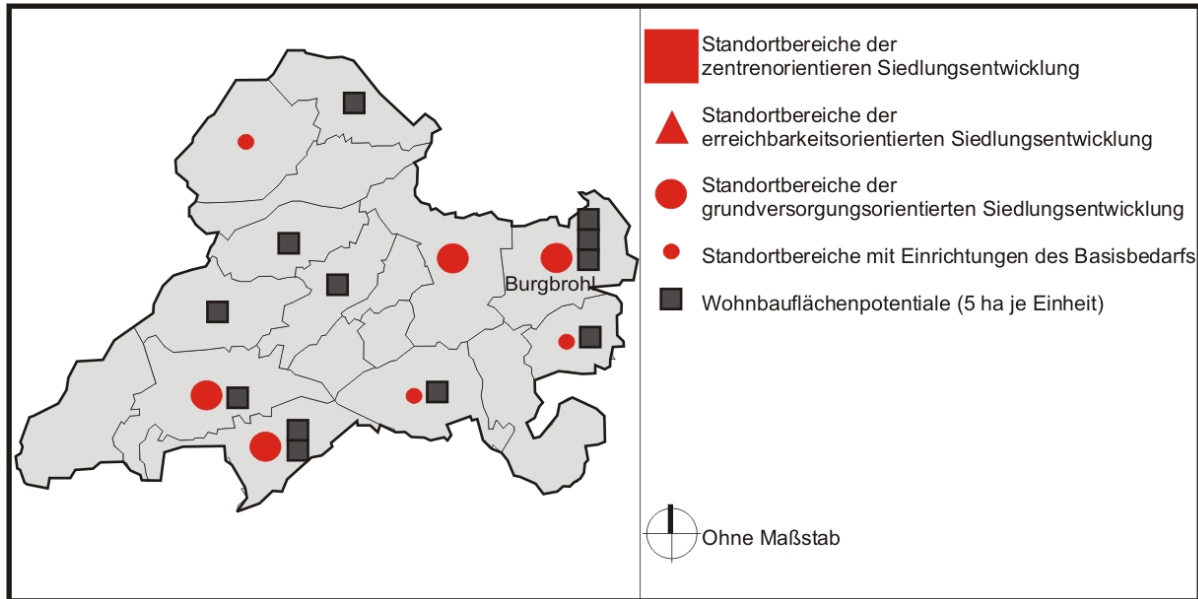 Burgbrohl
Standortbereiche der
zentrenorientieren Siedlungsentwicklung
Standortbereiche der
erreichbarkeitsorientierten Siedlungsentwicklung
Standortbereiche der
grundversorgungsorientierten Siedlungsentwicklung
Standortbereiche mit Einrichtungen des Basisbedarfs
Wohnbauflächenpotentiale (5 ha je Einheit)
Ohne Maßstab